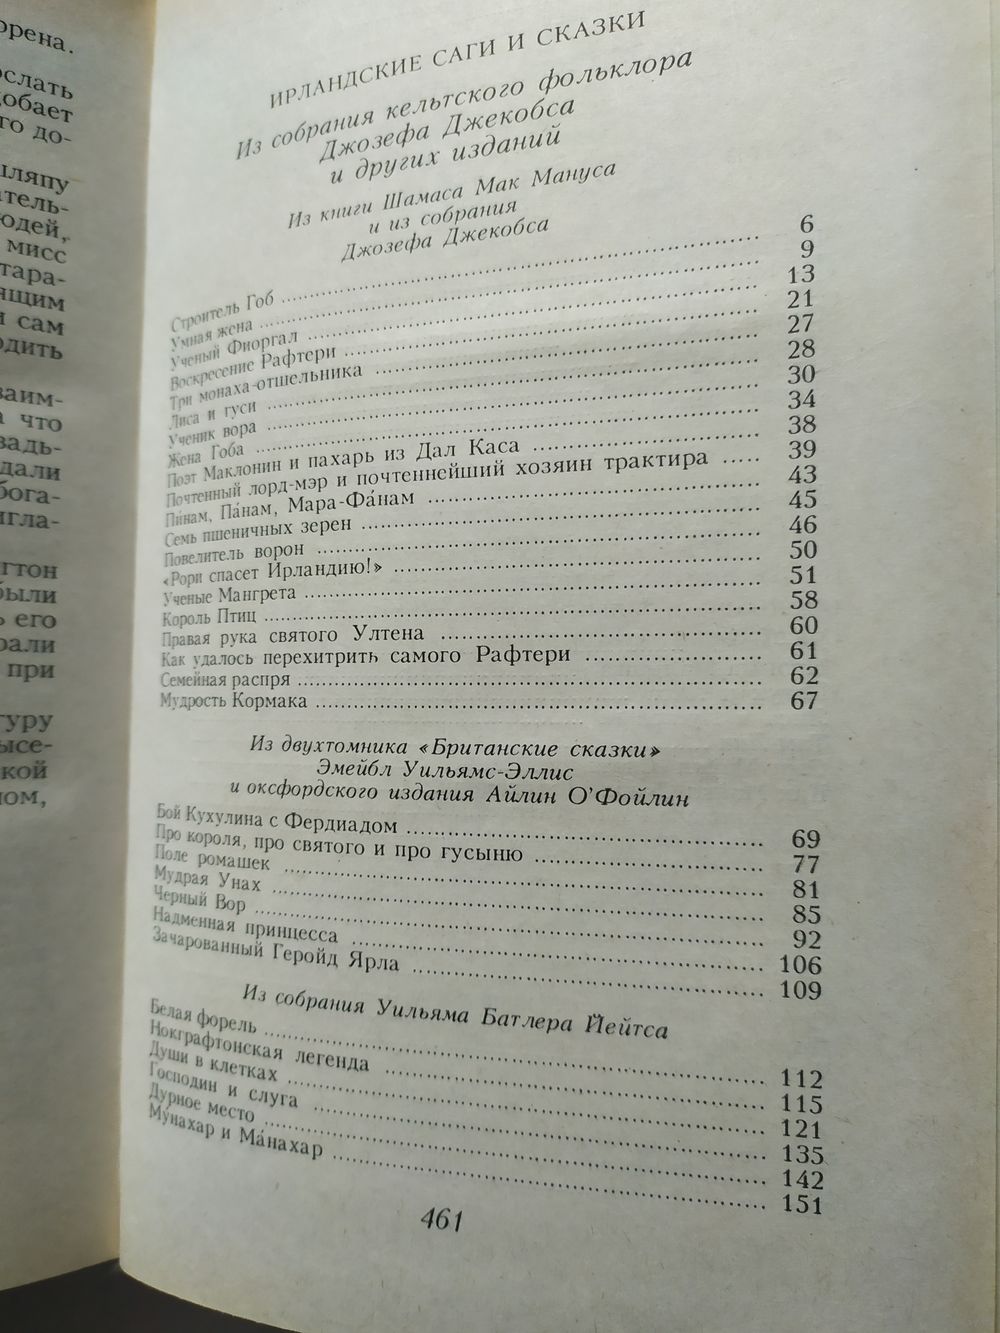 орена.
слать
добает
го до-
шляпу
тель-
юдей,
мисс
тара-
ящим
и сам
одить
заим-
а что
вадь-
дали
бога-
игла-
гтон
были
ь его
рали
при
туру
ысе-
кой
ном,
ИРЛАНДСКИЕ САГИ И СКАЗКИ
Из собрания кельтского фольклора
Джозефа Джекобса
и других изданий
Из книги Шамаса Мак Мануса
и из собрания
Джозефа Джекобса
Строитель Гоб 6
Умная жена 9
Ученый Фиоргал 13
Воскресение Рафтери 21
Три монаха-отшельника 27
Лиса и гуси 28
Ученик вора 30
Жена Гоба 34
Поэт Маклонин и пахарь из Дал Каса 38
Почтенный лорд-мэр и почтеннейший хозяин трактира 39
Пи́нам, Па́нам, Мара-Фа́нам 43
Семь пшеничных зерен 45
Повелитель ворон 46
«Рори спасет Ирландию!» 50
Ученые Мангрета 51
Король Птиц 58
Правая рука святого Ултена 60
Как удалось перехитрить самого Рафтери 61
Семейная распря 62
Мудрость Кормака 67
Из двухтомника «Британские сказки»
Эмейбл Уильямс-Эллис
и оксфордского издания Айлин О'Фойлин
Бой Кухулина с Фердиадом 69
Про короля, про святого и про гусыню 77
Поле ромашек 81
Мудрая Унах 85
Черный Вор 92
Надменная принцесса 106
Зачарованный Геройд Ярла 109
Из собрания Уильяма Батлера Йейтса
Белая форель 112
Нокграфтонская легенда 115
Души в клетках 121
Господин и слуга 135
Дурное место 142
Му́нахар и Ма́нахар 151
461